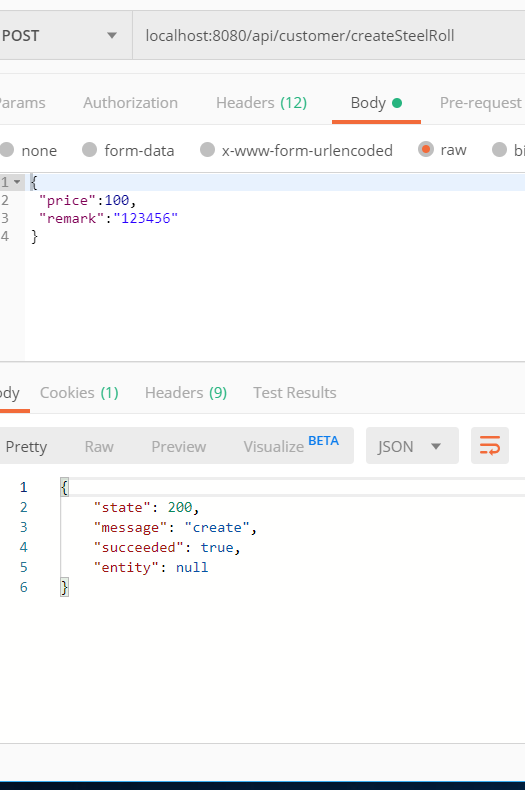 POST localhost:8080/api/customer/createSteelRoll
Params Authorization Headers (12) Body Pre-request
none form-data x-www-form-urlencoded raw bi
1 {
2 "price":100,
3 "remark":"123456"
4 }
ody Cookies (1) Headers (9) Test Results
Pretty Raw Preview Visualize BETA JSON
1 {
2 "state": 200,
3 "message": "create",
4 "succeeded": true,
5 "entity": null
6 }